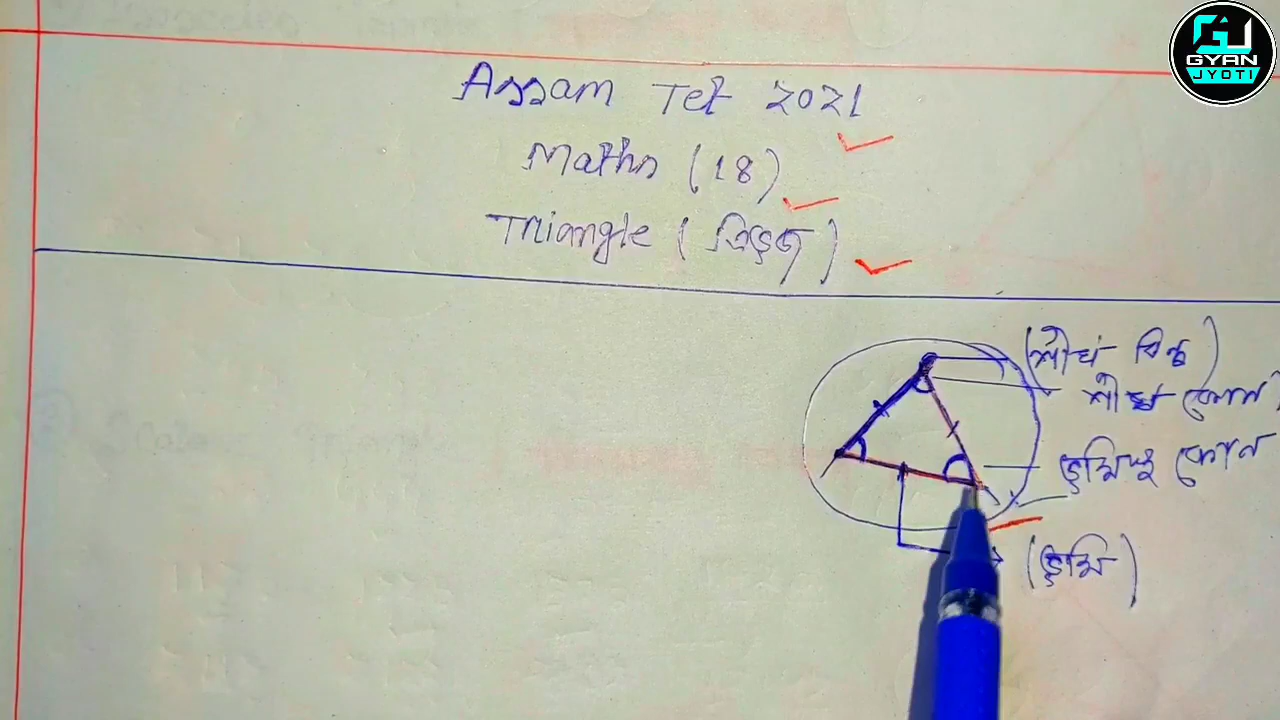 GYAN
JYOTI
Assam Tet 2021
Maths (18)
Triangle (ত্রিভুজ)
(শীৰ্ষ বিন্দু)
শীৰ্ষ কোন
ভূমিস্থ কোন
(ভূমি)